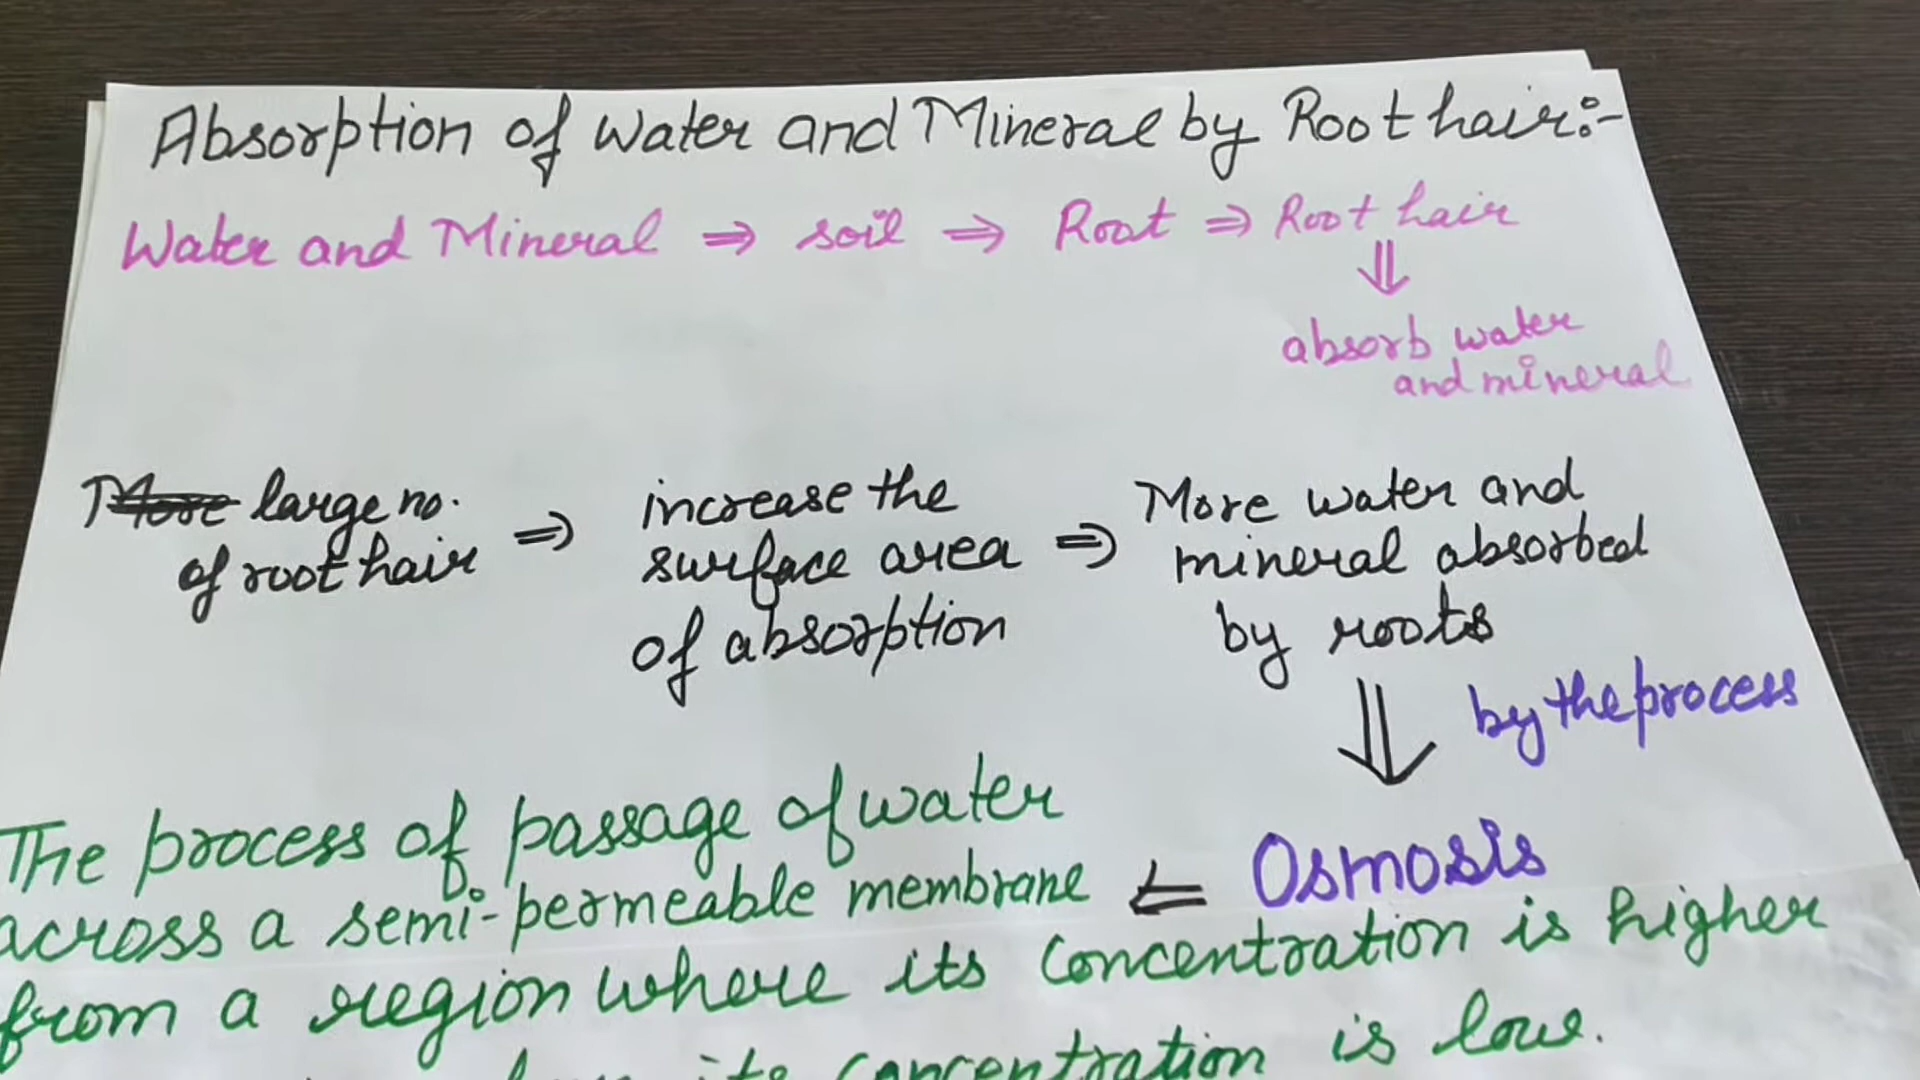 Absorption of water and Mineral by Root hair:-
Water and Mineral ⇒ soil ⇒ Root ⇒ Root hair
⇓
absorb water
and mineral
More large no.
of root hair ⇒
increase the
surface area ⇒
of absorption
More water and
mineral absorbed
by roots
⇓ by the process
Osmosis
⇐
The process of passage of water
across a semi-permeable membrane
from a region where its concentration is higher
its concentration is low.